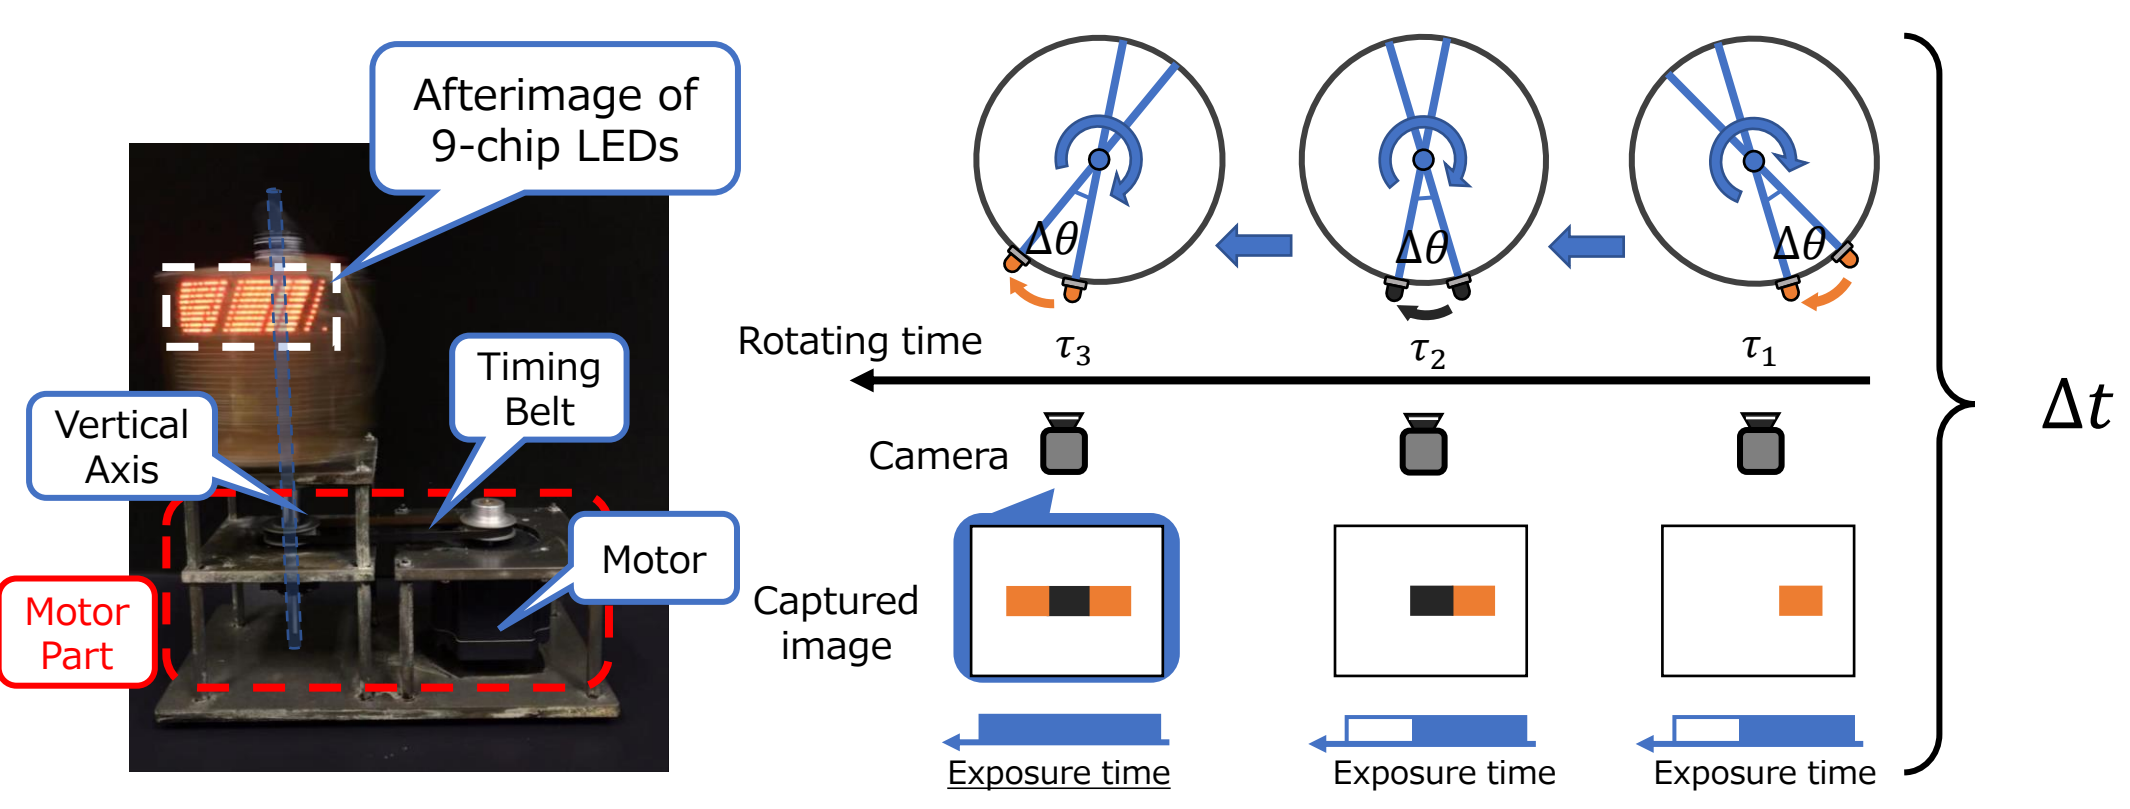 Afterimage of
9-chip LEDs
Timing
Belt
Vertical
Axis
Motor
Motor
Part
Δθ
Δθ
Δθ
Rotating time
τ3
τ2
τ1
Δt
Camera
Captured
image
Exposure time
Exposure time
Exposure time